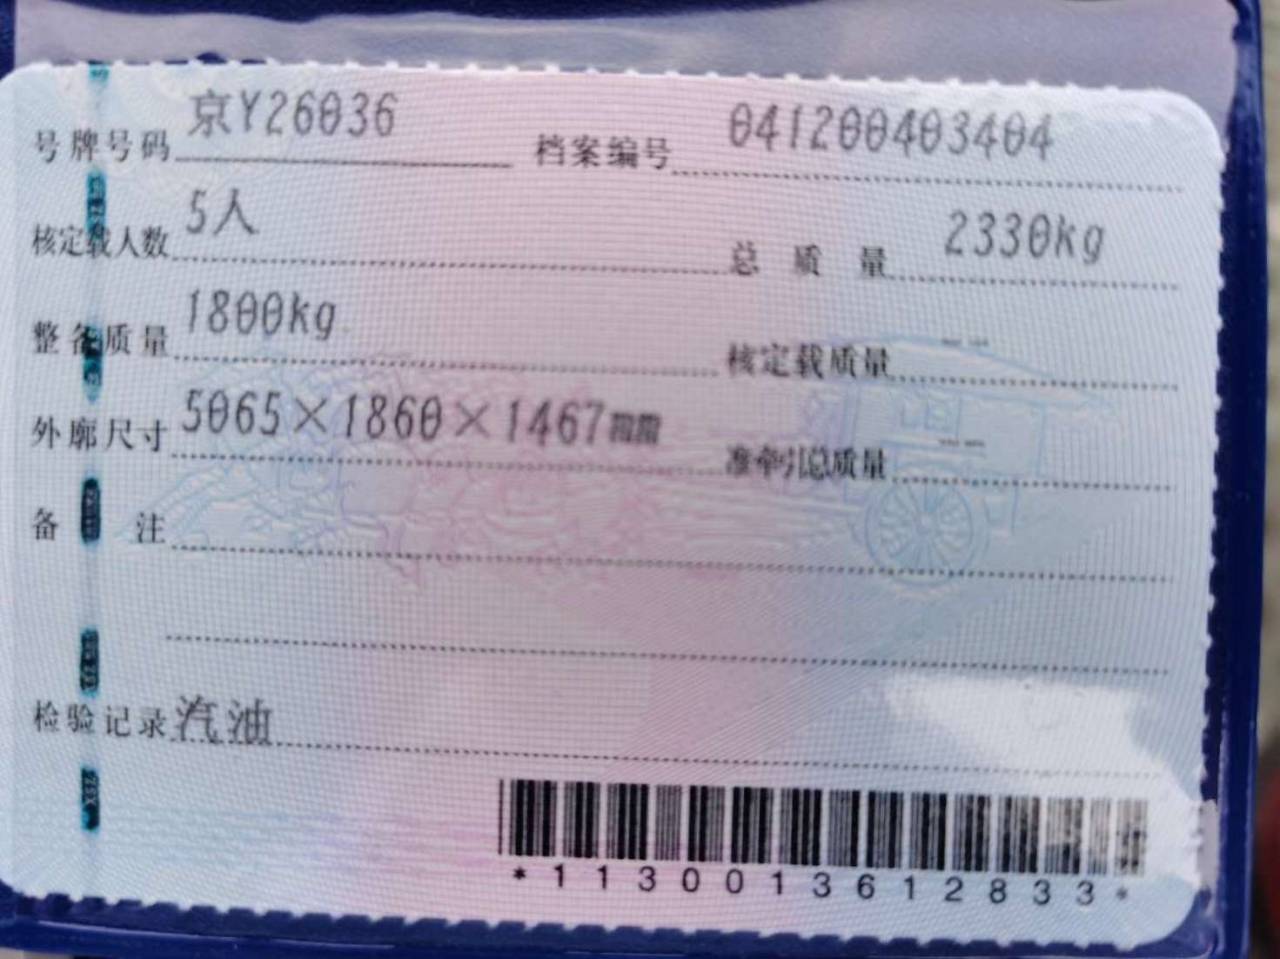 号牌号码 京Y26036 档案编号 041200403404
核定载人数 5人 总质量 2330kg
整备质量 1800kg 核定载质量
外廓尺寸 5065×1860×1467mm 准牵引总质量
备注
检验记录 汽油
*1130013612833*